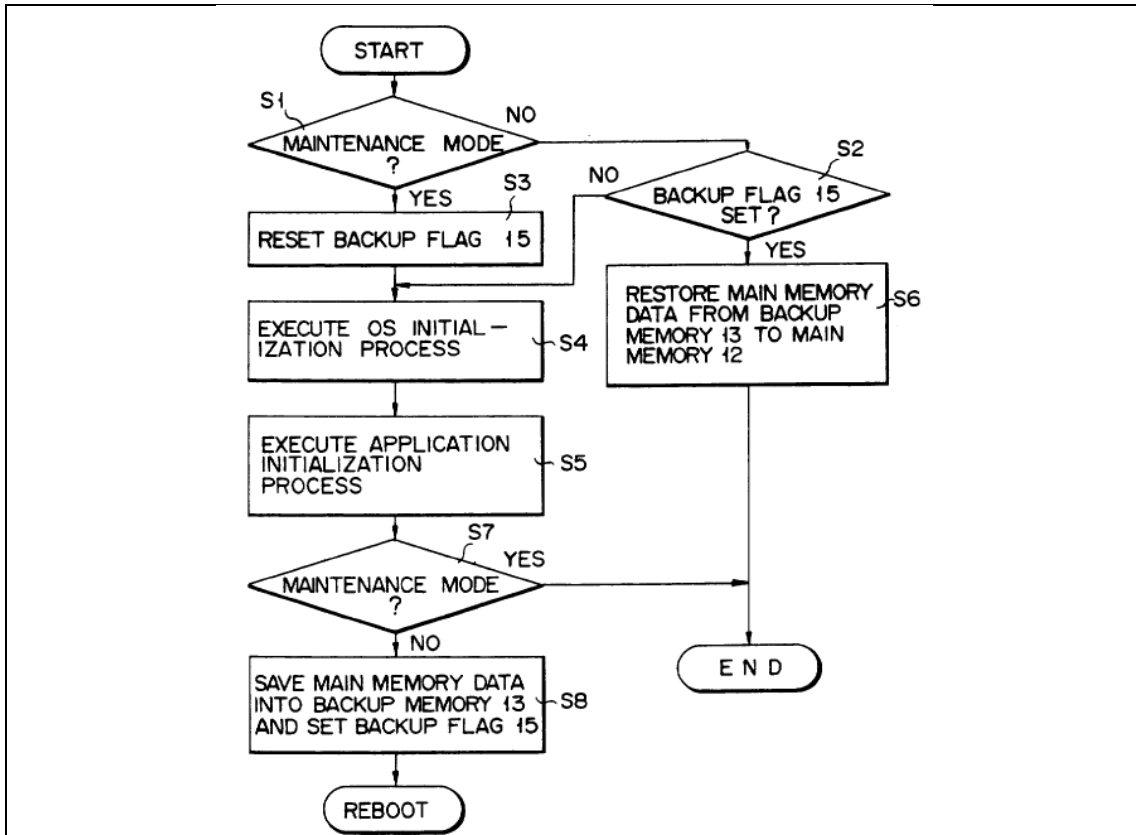 START
S1
MAINTENANCE MODE
?
NO
YES
S2
BACKUP FLAG 15
SET?
NO
YES
S3
RESET BACKUP FLAG 15
RESTORE MAIN MEMORY
DATA FROM BACKUP
MEMORY 13 TO MAIN
MEMORY 12
S6
EXECUTE OS INITIAL-
IZATION PROCESS
S4
EXECUTE APPLICATION
INITIALIZATION
PROCESS
S5
S7
MAINTENANCE MODE
?
YES
NO
END
SAVE MAIN MEMORY DATA
INTO BACKUP MEMORY 13
AND SET BACKUP FLAG 15
S8
REBOOT